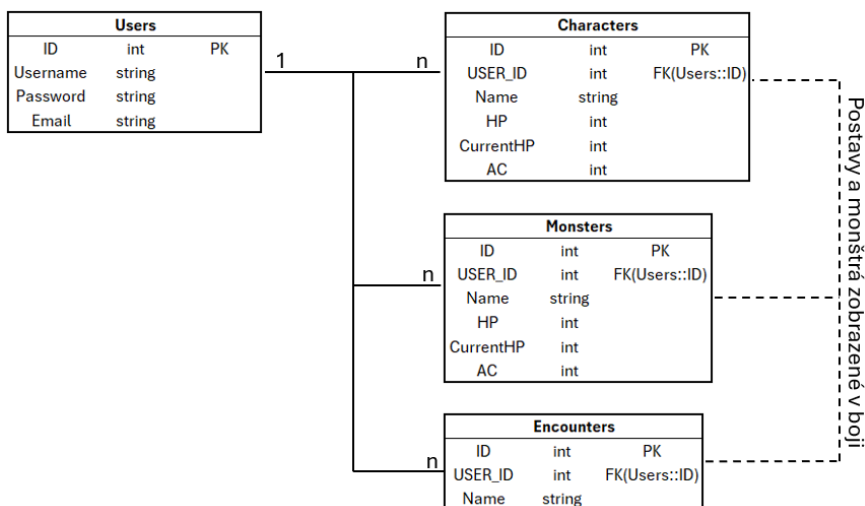 Users
ID int PK
Username string
Password string
Email string
1
n
Characters
ID int PK
USER_ID int FK(Users::ID)
Name string
HP int
CurrentHP int
AC int
n
Monsters
ID int PK
USER_ID int FK(Users::ID)
Name string
HP int
CurrentHP int
AC int
n
Encounters
ID int PK
USER_ID int FK(Users::ID)
Name string
Postavy a monštrá zobrazené v boji